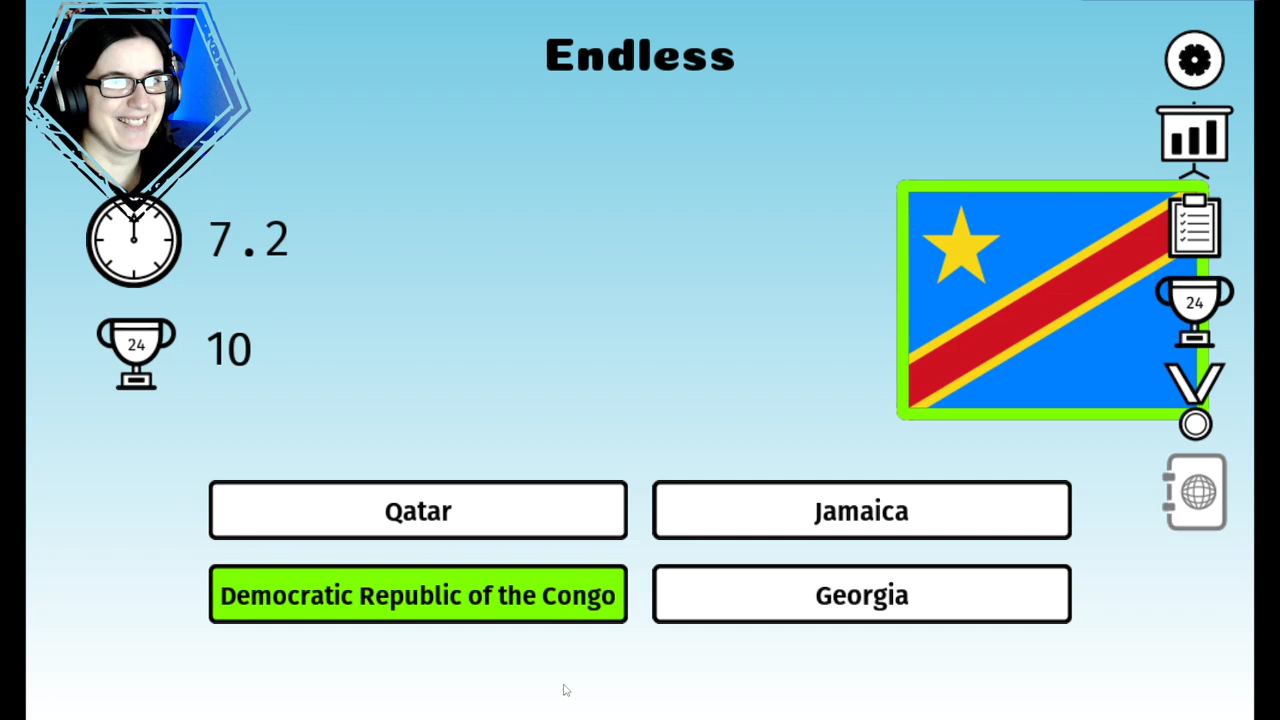 Endless
7.2
24
10
24
Qatar
Jamaica
Democratic Republic of the Congo
Georgia